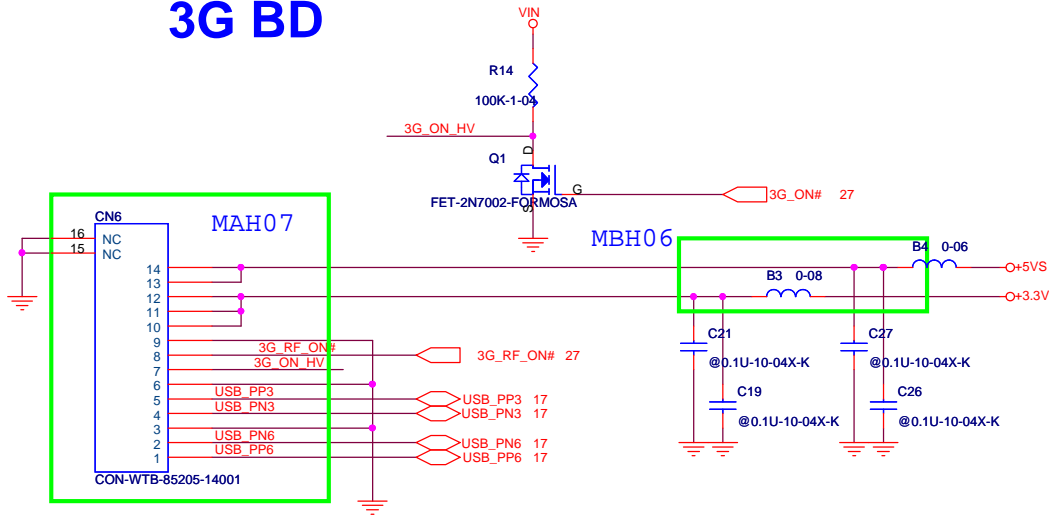 3G BD
VIN
R14
100K-1-04
3G_ON_HV
D
Q1
G
S
FET-2N7002-FORMOSA
3G_ON# 27
CN6
MAH07
MBH06
16 NC
15 NC
14
13
12
11
10
9
8
7
6
5
4
3
2
1
3G_RF_ON#
3G_ON_HV
USB_PP3
USB_PN3
USB_PN6
USB_PP6
3G_RF_ON# 27
USB_PP3 17
USB_PN3 17
USB_PN6 17
USB_PP6 17
CON-WTB-85205-14001
B4 0-06
+5VS
B3 0-08
+3.3V
C21
@0.1U-10-04X-K
C27
@0.1U-10-04X-K
C19
@0.1U-10-04X-K
C26
@0.1U-10-04X-K